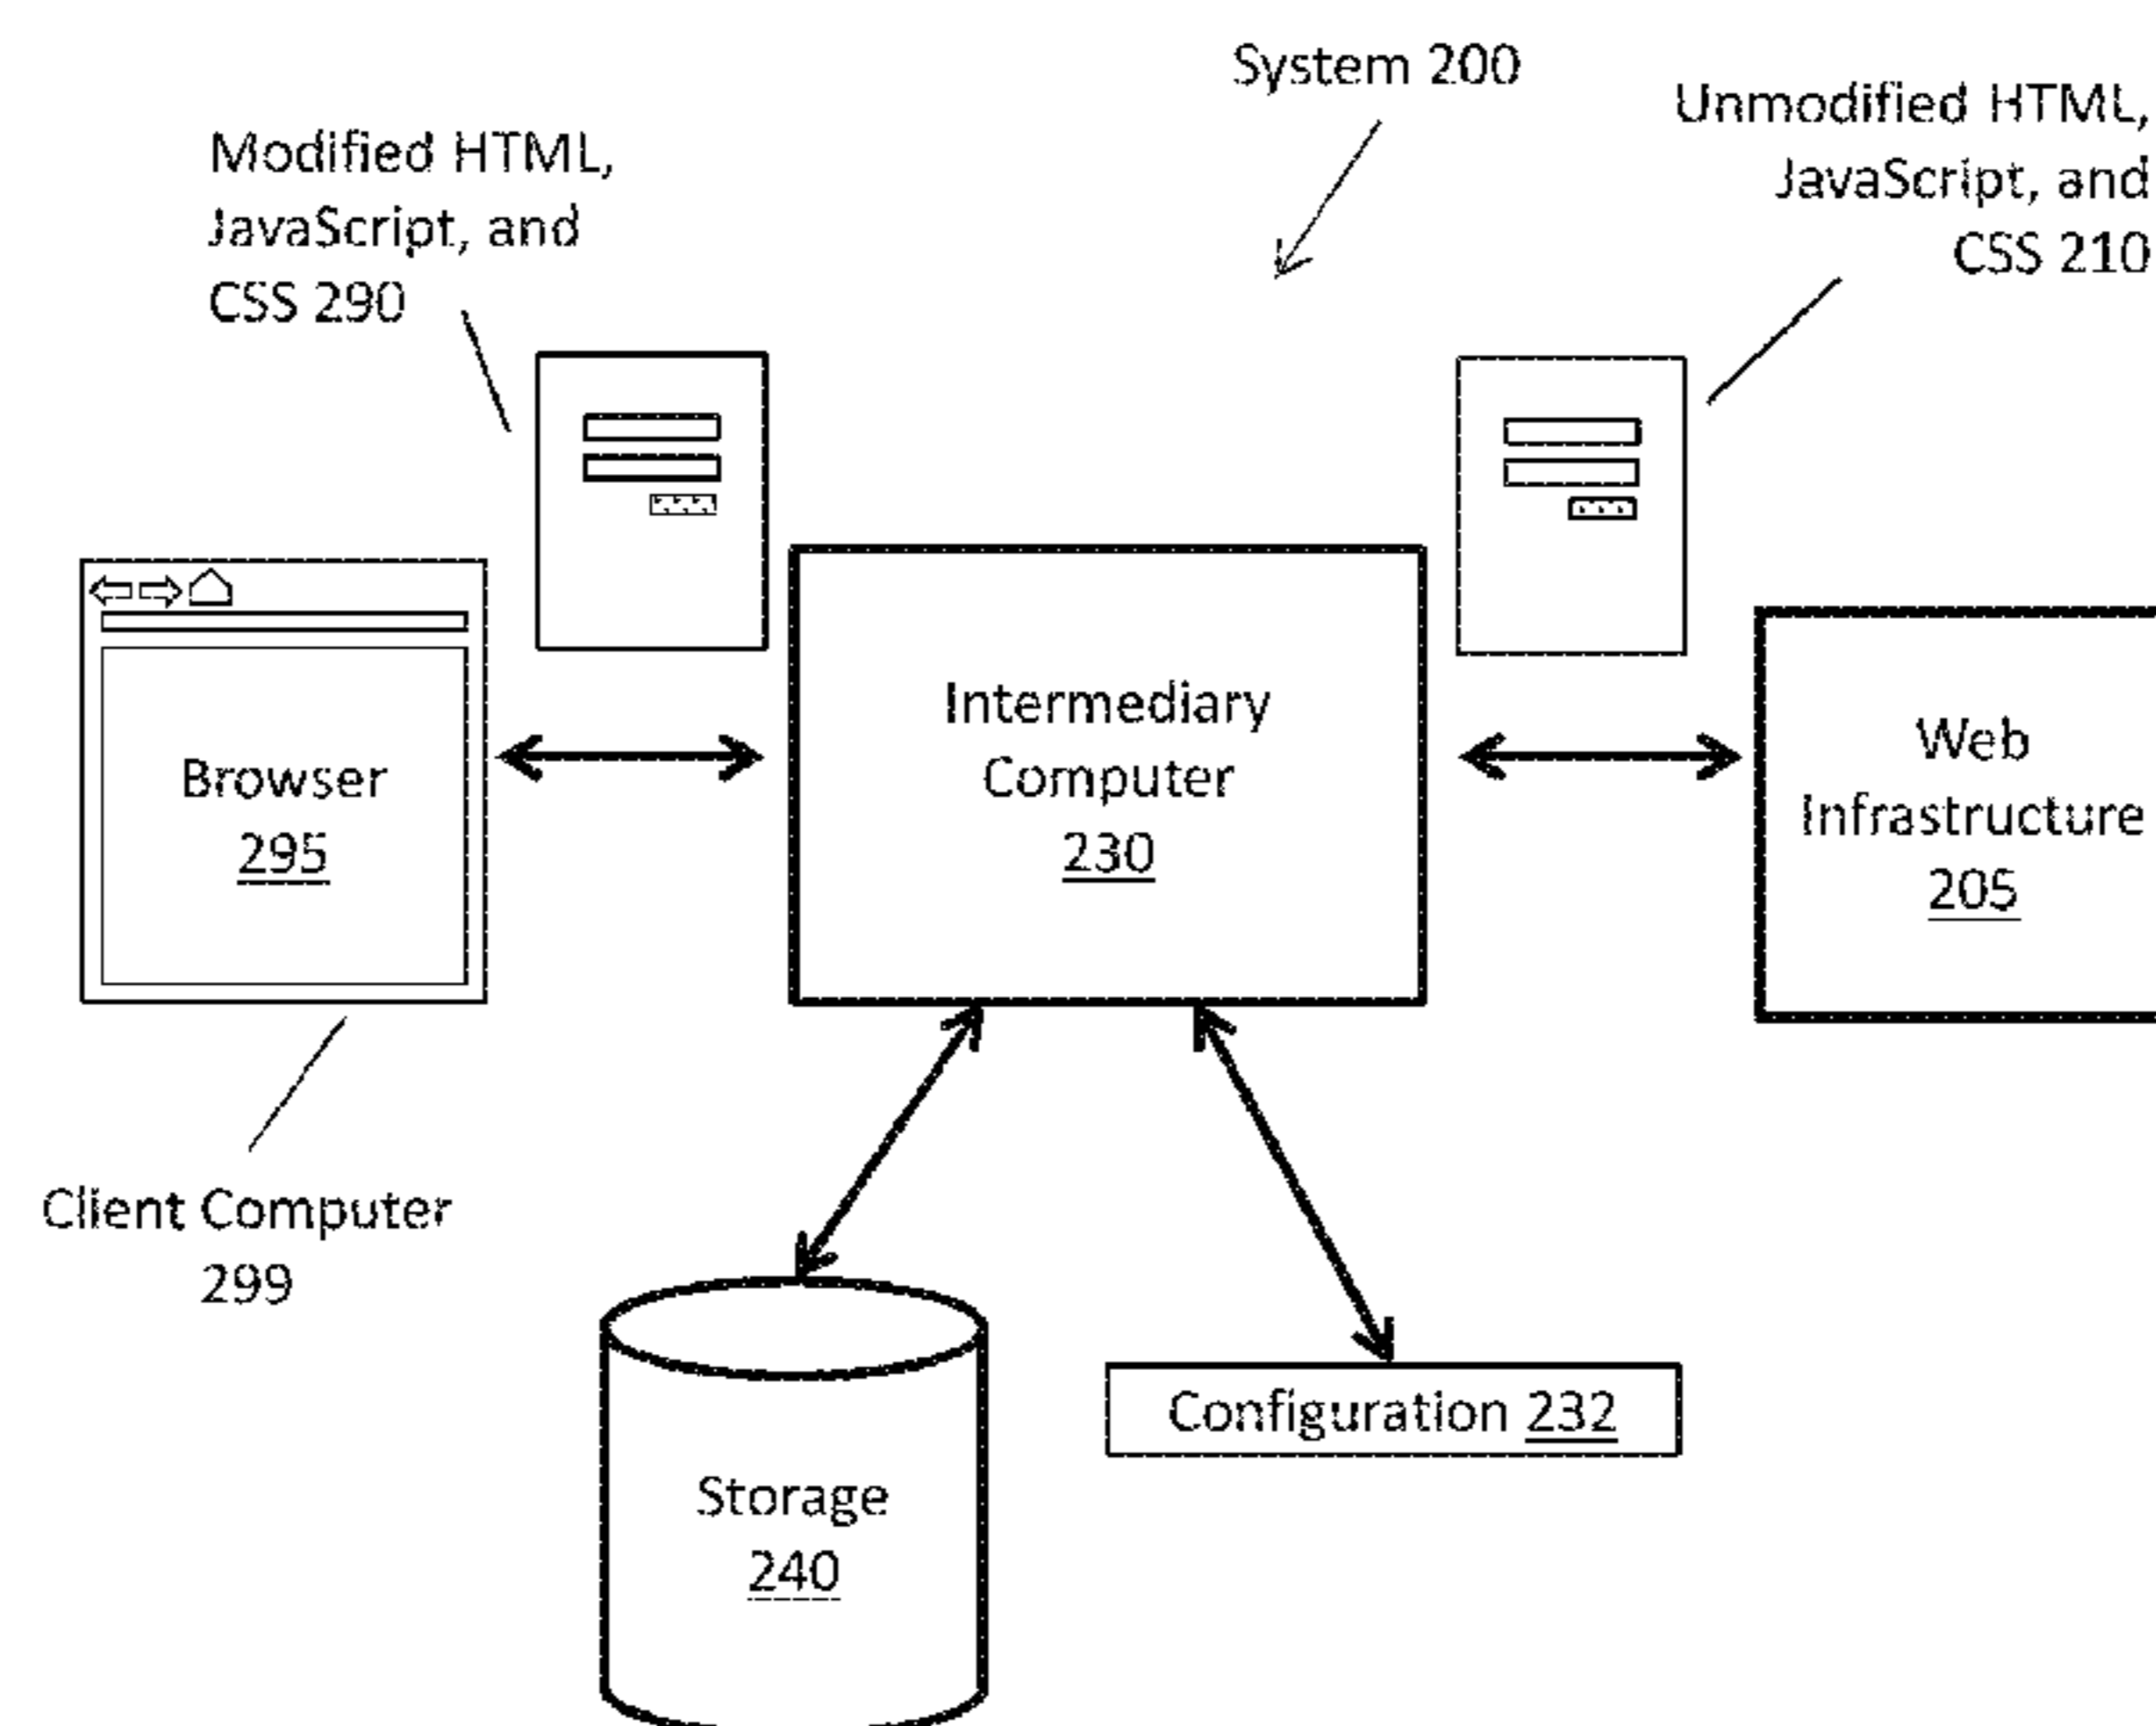 System 200
Unmodified HTML,
JavaScript, and
CSS 210
Modified HTML,
JavaScript, and
CSS 290
Browser
295
Intermediary
Computer
230
Web
Infrastructure
205
Client Computer
299
Storage
240
Configuration 232